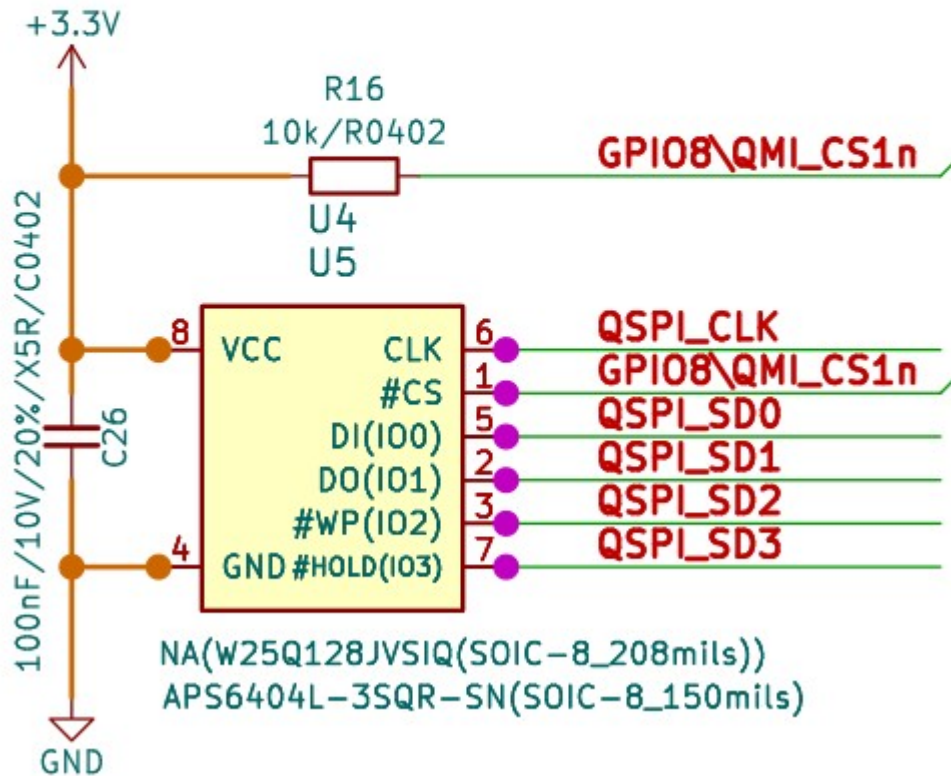 +3.3V
R16
10k/R0402
GPIO8\QMI_CS1n
U4
U5
100nF/10V/20%/X5R/C0402
C26
8
VCC
CLK
6
QSPI_CLK
#CS
1
GPIO8\QMI_CS1n
DI(IO0)
5
QSPI_SD0
DO(IO1)
2
QSPI_SD1
#WP(IO2)
3
QSPI_SD2
4
GND
#HOLD(IO3)
7
QSPI_SD3
NA(W25Q128JVSIQ(SOIC-8_208mils))
APS6404L-3SQR-SN(SOIC-8_150mils)
GND